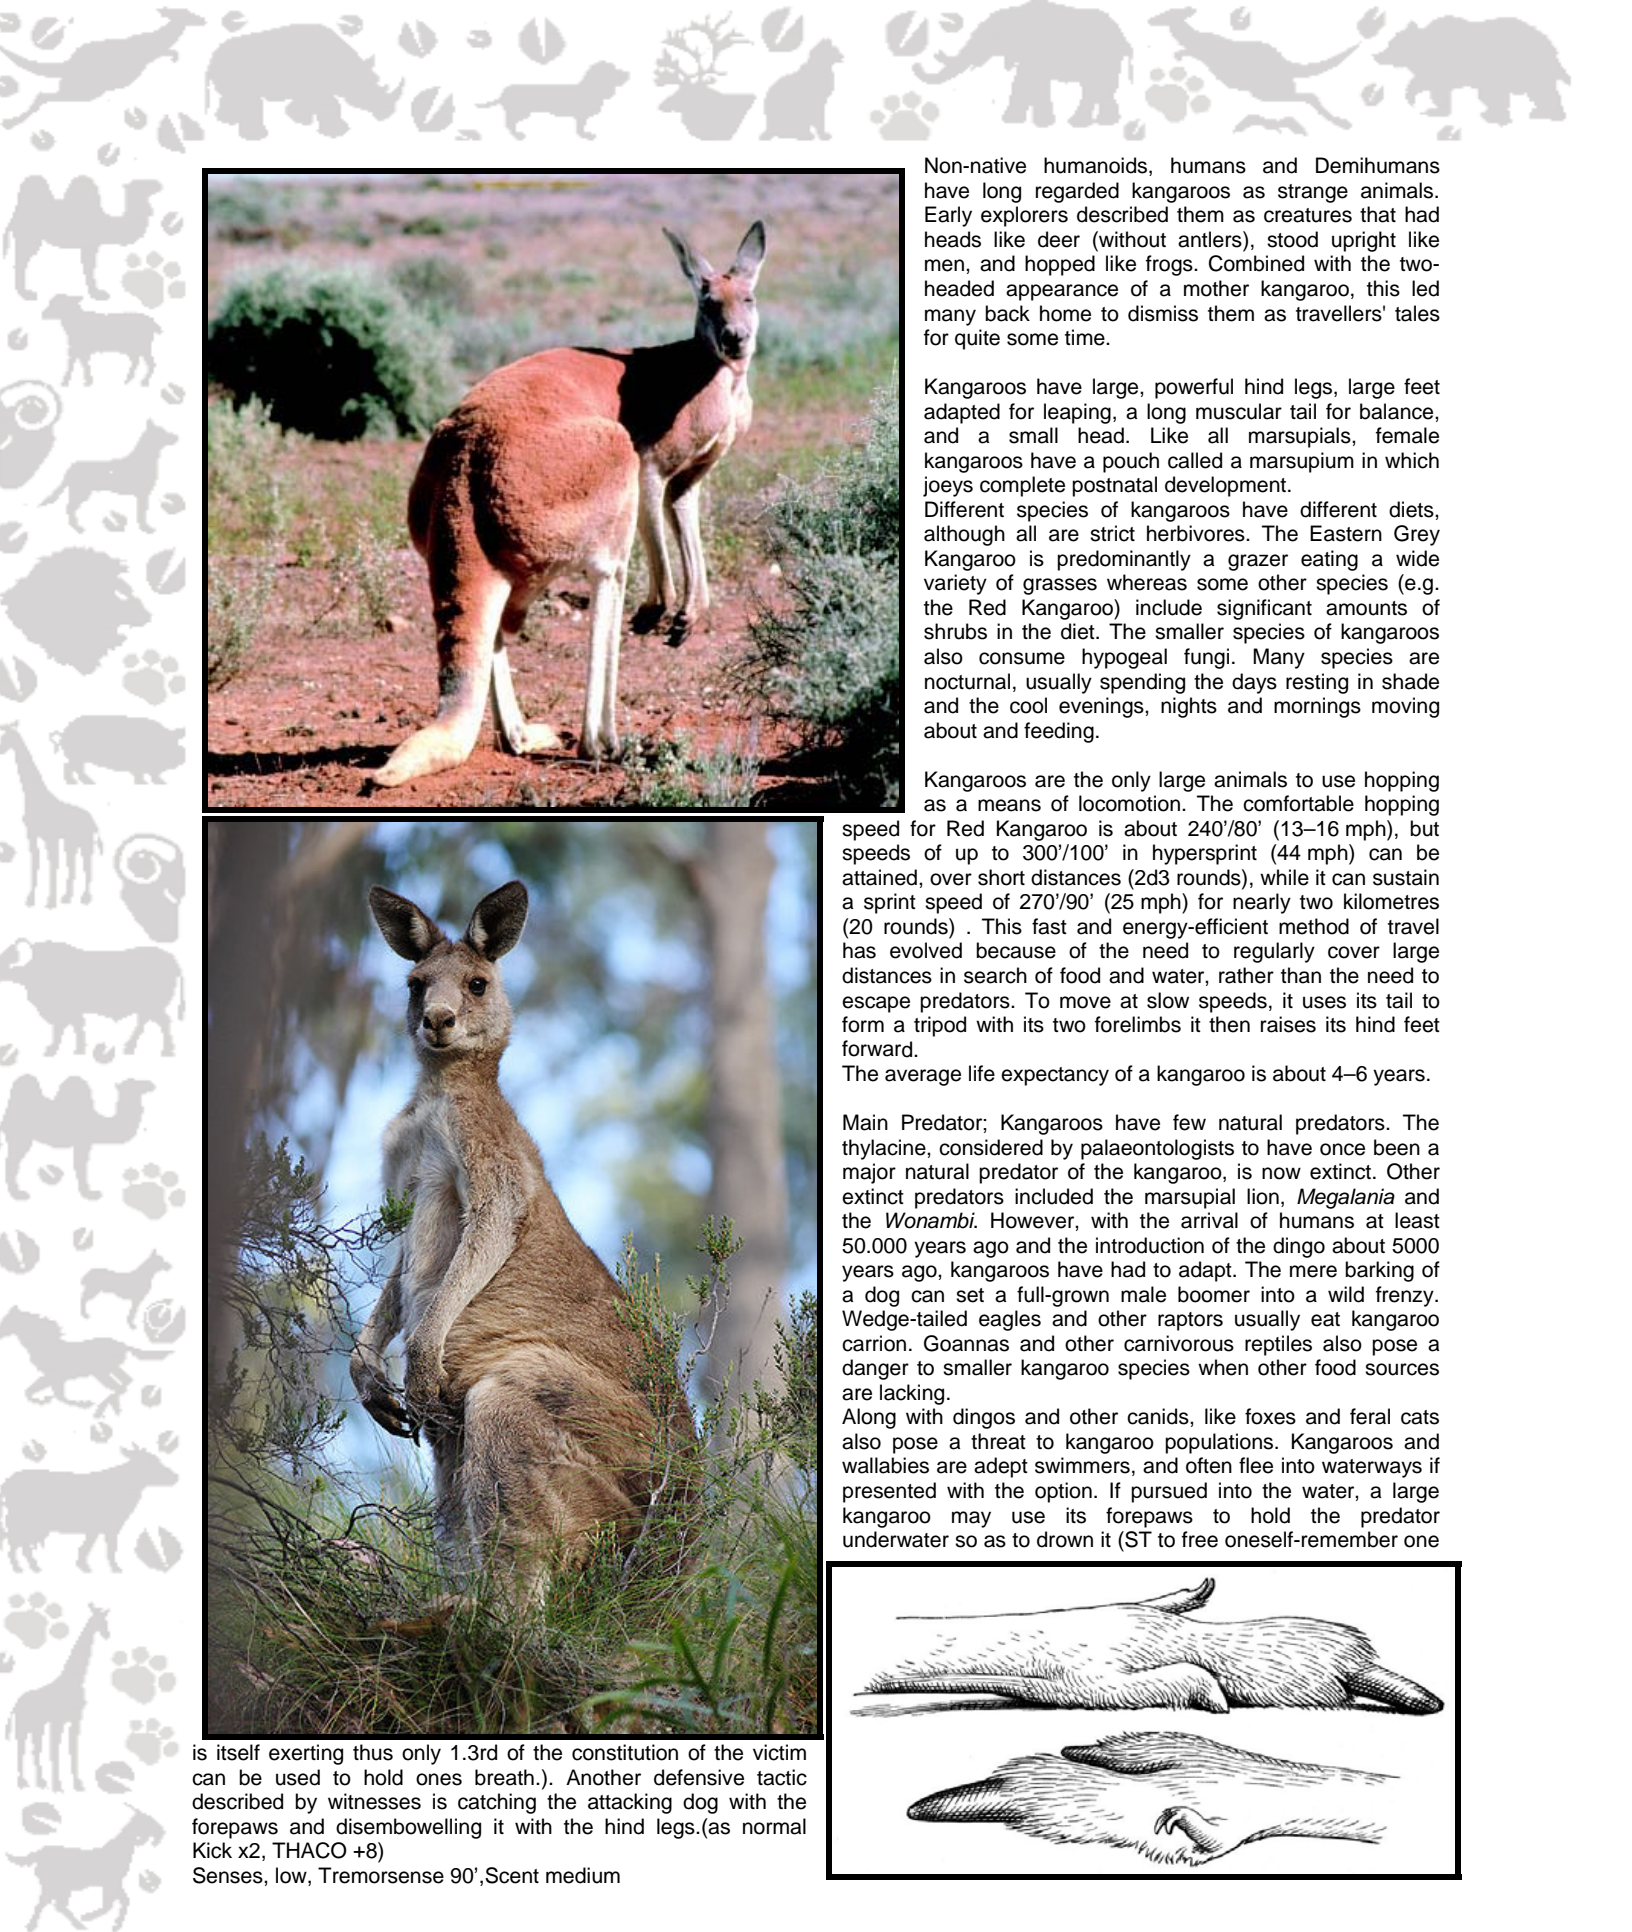 Non-native humanoids, humans and Demihumans
have long regarded kangaroos as strange animals.
Early explorers described them as creatures that had
heads like deer (without antlers), stood upright like
men, and hopped like frogs. Combined with the two-
headed appearance of a mother kangaroo, this led
many back home to dismiss them as travellers' tales
for quite some time.
Kangaroos have large, powerful hind legs, large feet
adapted for leaping, a long muscular tail for balance,
and a small head. Like all marsupials, female
kangaroos have a pouch called a marsupium in which
joeys complete postnatal development.
Different species of kangaroos have different diets,
although all are strict herbivores. The Eastern Grey
Kangaroo is predominantly a grazer eating a wide
variety of grasses whereas some other species (e.g.
the Red Kangaroo) include significant amounts of
shrubs in the diet. The smaller species of kangaroos
also consume hypogeal fungi. Many species are
nocturnal, usually spending the days resting in shade
and the cool evenings, nights and mornings moving
about and feeding.
Kangaroos are the only large animals to use hopping
as a means of locomotion. The comfortable hopping
speed for Red Kangaroo is about 240’/80’ (13–16 mph), but
speeds of up to 300’/100’ in hypersprint (44 mph) can be
attained, over short distances (2d3 rounds), while it can sustain
a sprint speed of 270’/90’ (25 mph) for nearly two kilometres
(20 rounds) . This fast and energy-efficient method of travel
has evolved because of the need to regularly cover large
distances in search of food and water, rather than the need to
escape predators. To move at slow speeds, it uses its tail to
form a tripod with its two forelimbs it then raises its hind feet
forward.
The average life expectancy of a kangaroo is about 4–6 years.
Main Predator; Kangaroos have few natural predators. The
thylacine, considered by palaeontologists to have once been a
major natural predator of the kangaroo, is now extinct. Other
extinct predators included the marsupial lion, Megalania and
the Wonambi. However, with the arrival of humans at least
50.000 years ago and the introduction of the dingo about 5000
years ago, kangaroos have had to adapt. The mere barking of
a dog can set a full-grown male boomer into a wild frenzy.
Wedge-tailed eagles and other raptors usually eat kangaroo
carrion. Goannas and other carnivorous reptiles also pose a
danger to smaller kangaroo species when other food sources
are lacking.
Along with dingos and other canids, like foxes and feral cats
also pose a threat to kangaroo populations. Kangaroos and
wallabies are adept swimmers, and often flee into waterways if
presented with the option. If pursued into the water, a large
kangaroo may use its forepaws to hold the predator
underwater so as to drown it (ST to free oneself-remember one
is itself exerting thus only 1.3rd of the constitution of the victim
can be used to hold ones breath.). Another defensive tactic
described by witnesses is catching the attacking dog with the
forepaws and disembowelling it with the hind legs.(as normal
Kick x2, THACO +8)
Senses, low, Tremorsense 90’,Scent medium